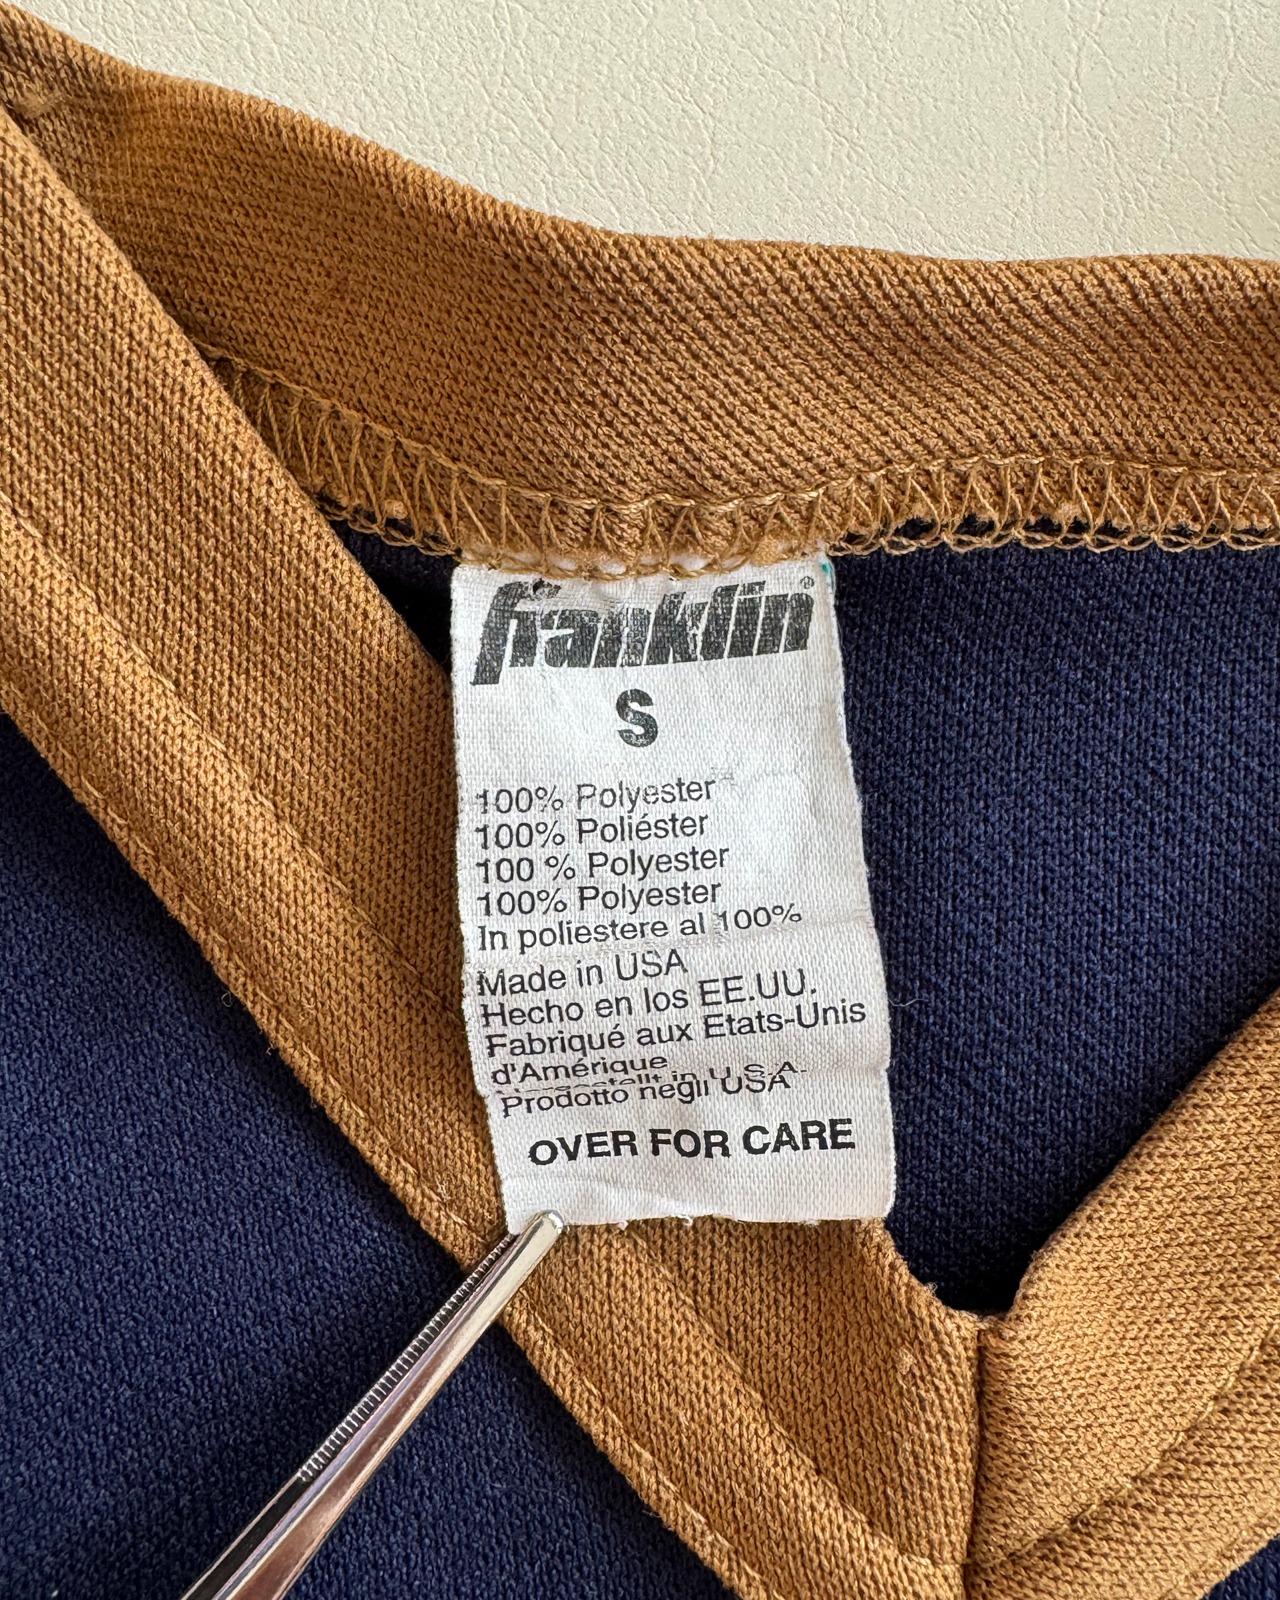 franklin®
S
100% Polyester
100% Poliéster
100 % Polyester
100% Polyester
In poliestere al 100%
Made in USA
Hecho en los EE.UU.
Fabriqué aux Etats-Unis
d'Amérique
in U.S.A.
Prodotto negli USA
OVER FOR CARE